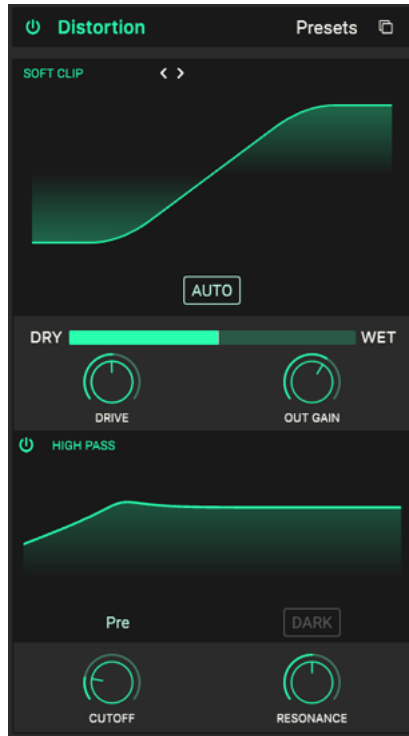 Distortion Presets
SOFT CLIP < >
AUTO
DRY WET
DRIVE OUT GAIN
HIGH PASS
Pre DARK
CUTOFF RESONANCE